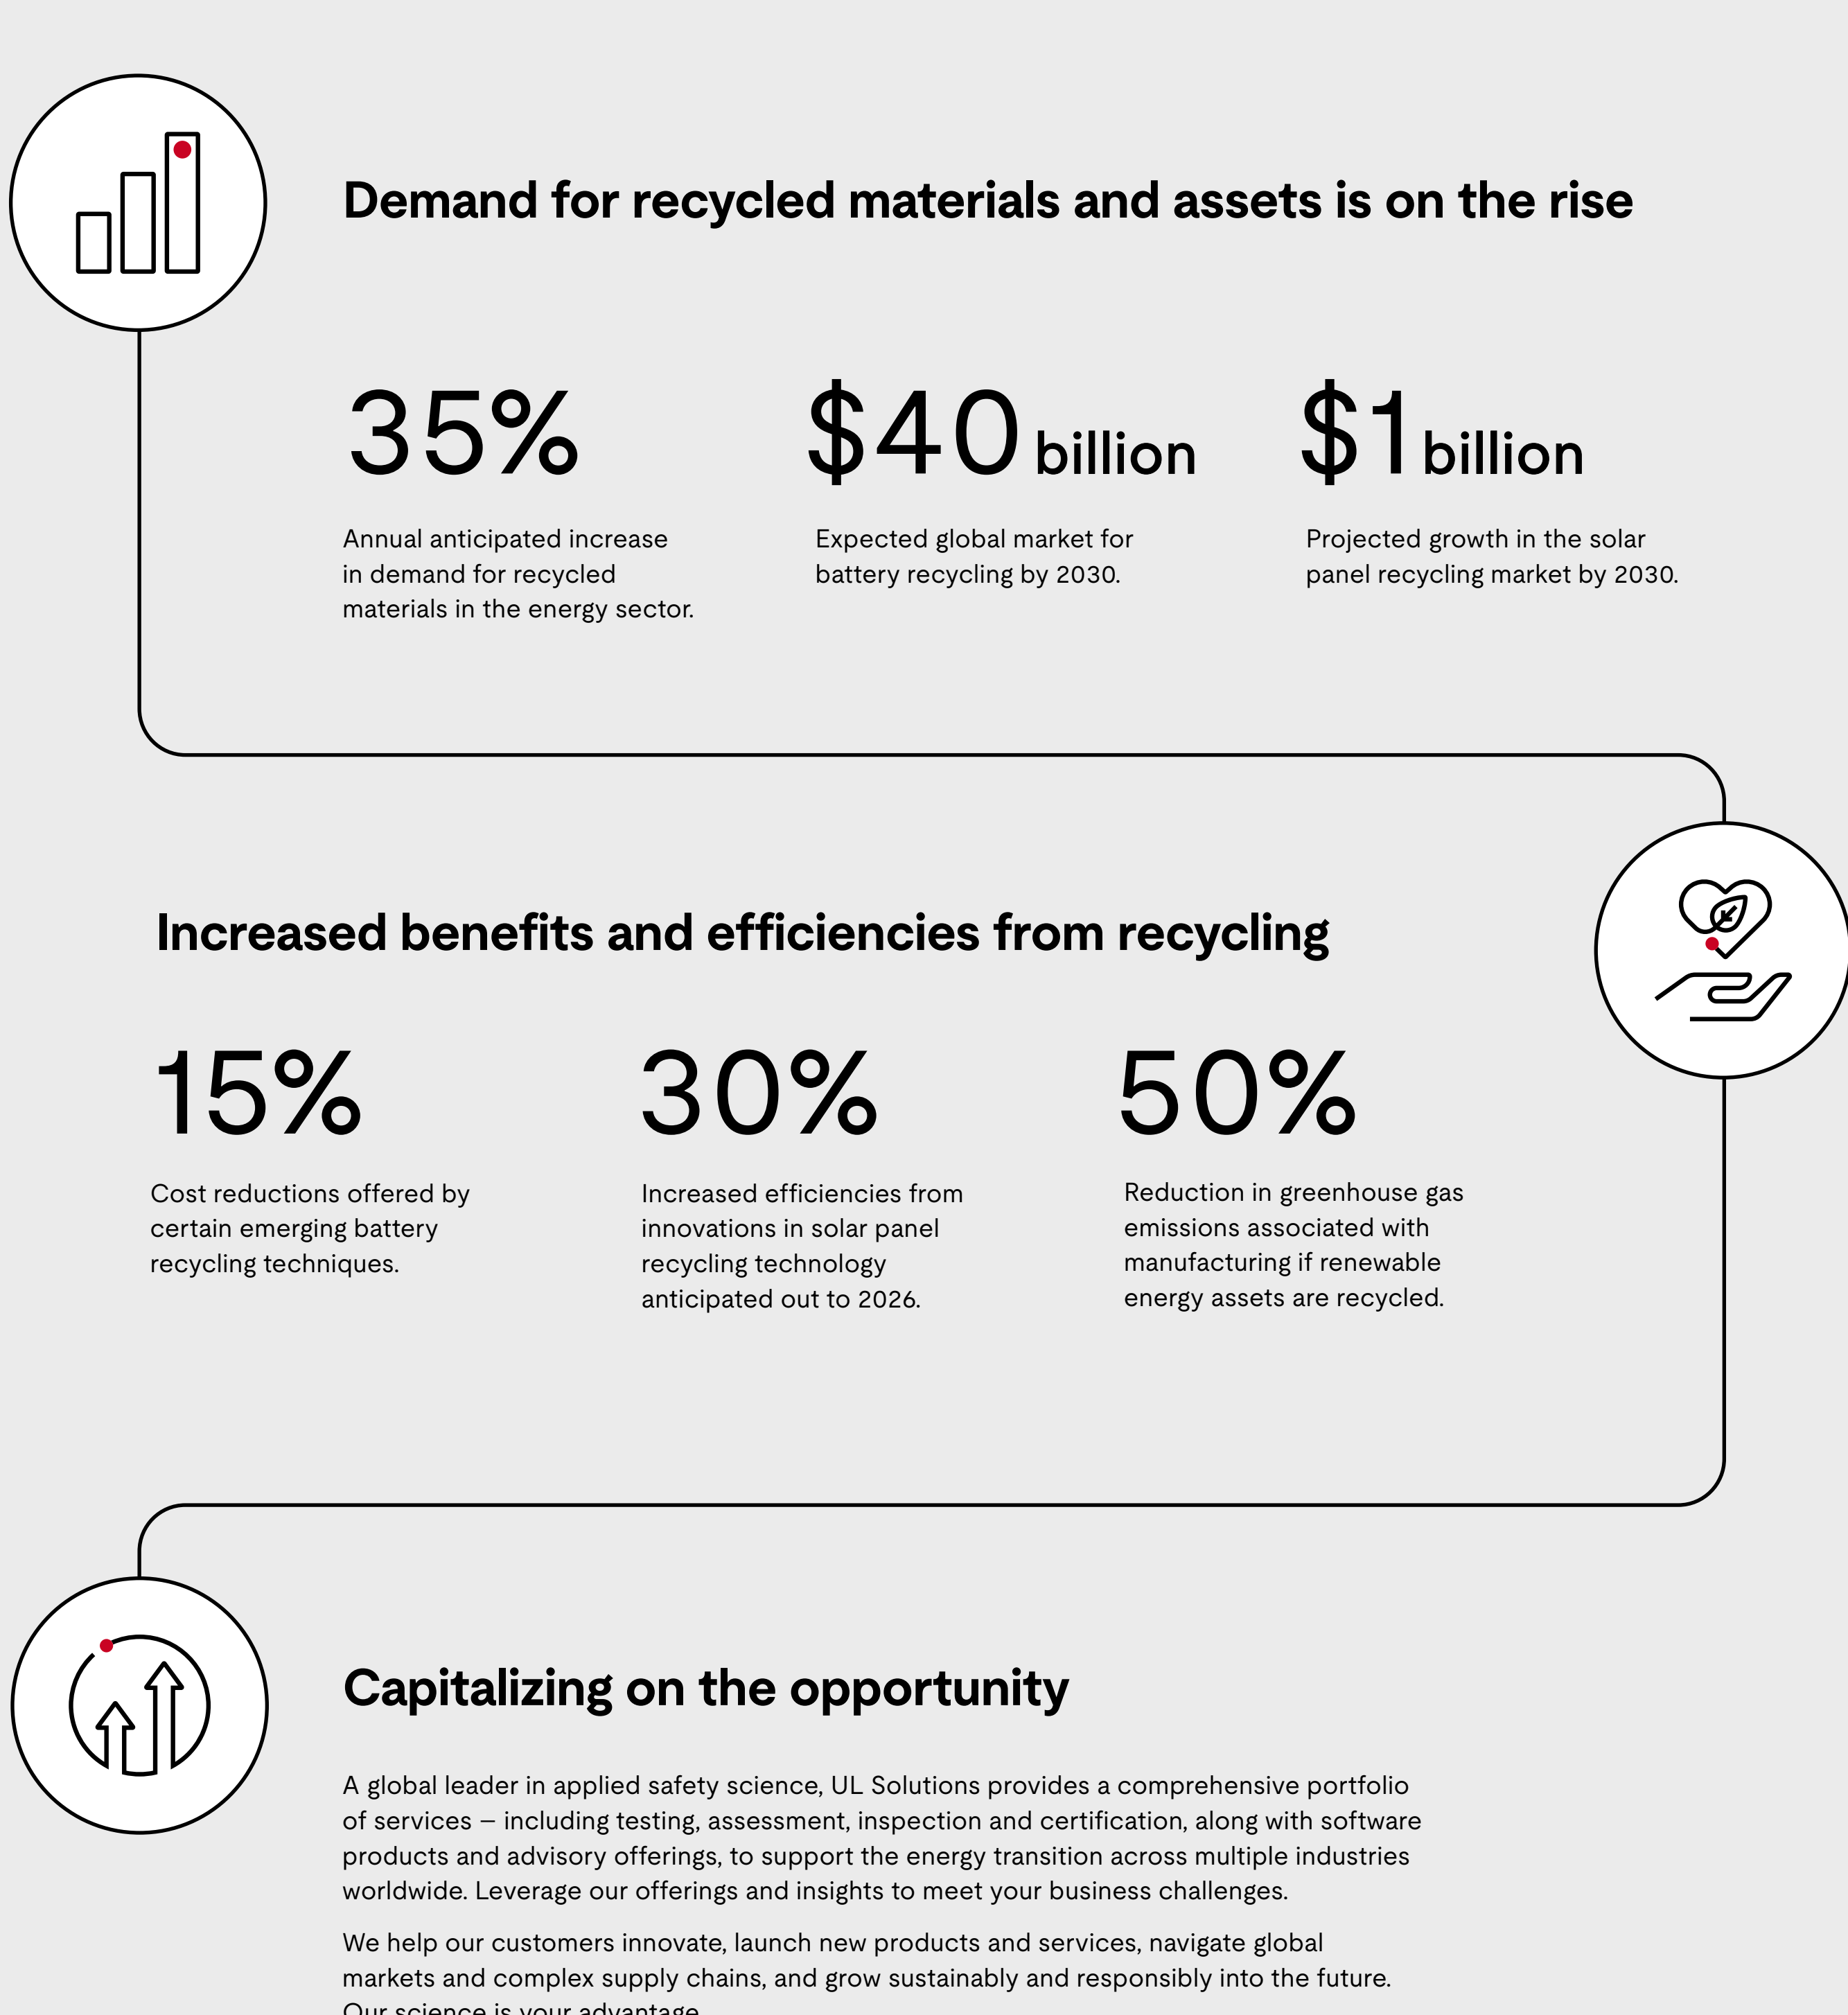 Demand for recycled materials and assets is on the rise
35%
Annual anticipated increase
in demand for recycled
materials in the energy sector.
$40 billion
Expected global market for
battery recycling by 2030.
$1 billion
Projected growth in the solar
panel recycling market by 2030.
Increased benefits and efficiencies from recycling
15%
Cost reductions offered by
certain emerging battery
recycling techniques.
30%
Increased efficiencies from
innovations in solar panel
recycling technology
anticipated out to 2026.
50%
Reduction in greenhouse gas
emissions associated with
manufacturing if renewable
energy assets are recycled.
Capitalizing on the opportunity
A global leader in applied safety science, UL Solutions provides a comprehensive portfolio
of services – including testing, assessment, inspection and certification, along with software
products and advisory offerings, to support the energy transition across multiple industries
worldwide. Leverage our offerings and insights to meet your business challenges.
We help our customers innovate, launch new products and services, navigate global
markets and complex supply chains, and grow sustainably and responsibly into the future.
Our science is your advantage.